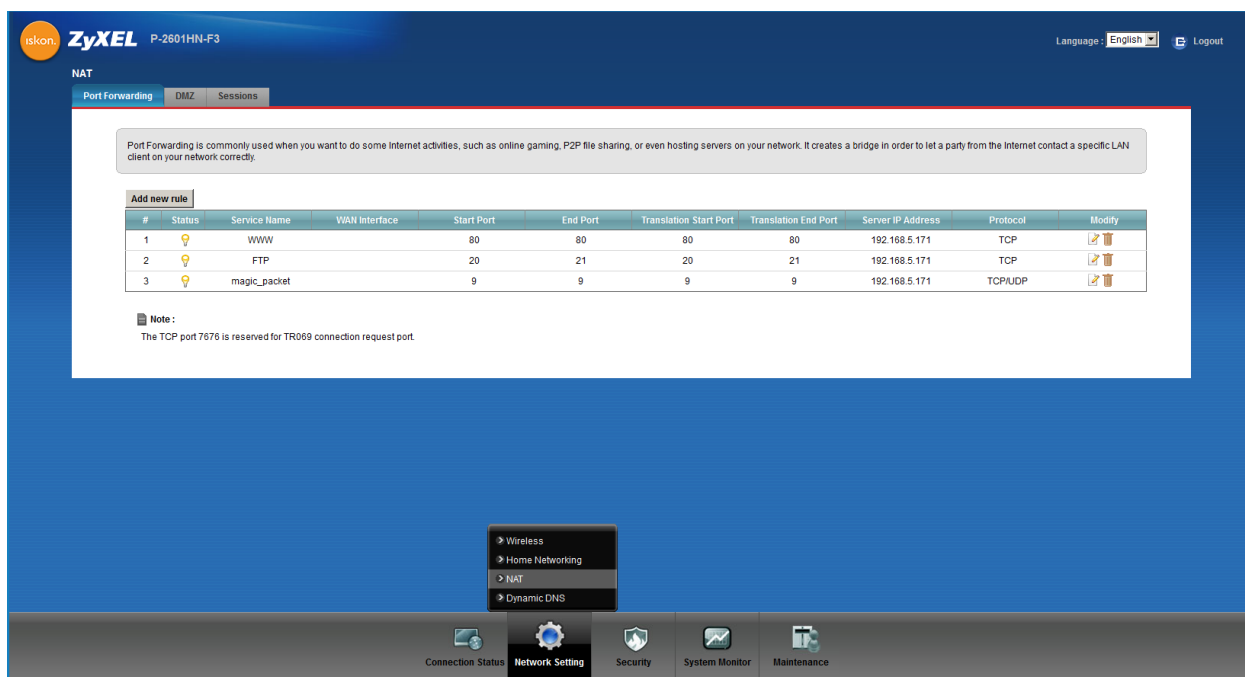 iskon. ZyXEL P-2601HN-F3 Language : English Logout
NAT
Port Forwarding DMZ Sessions
Port Forwarding is commonly used when you want to do some Internet activities, such as online gaming, P2P file sharing, or even hosting servers on your network. It creates a bridge in order to let a party from the Internet contact a specific LAN
client on your network correctly.
Add new rule
# Status Service Name WAN Interface Start Port End Port Translation Start Port Translation End Port Server IP Address Protocol Modify
1 WWW 80 80 80 80 192.168.5.171 TCP
2 FTP 20 21 20 21 192.168.5.171 TCP
3 magic_packet 9 9 9 9 192.168.5.171 TCP/UDP
Note :
The TCP port 7676 is reserved for TR069 connection request port.
Wireless
Home Networking
NAT
Dynamic DNS
Connection Status Network Setting Security System Monitor Maintenance